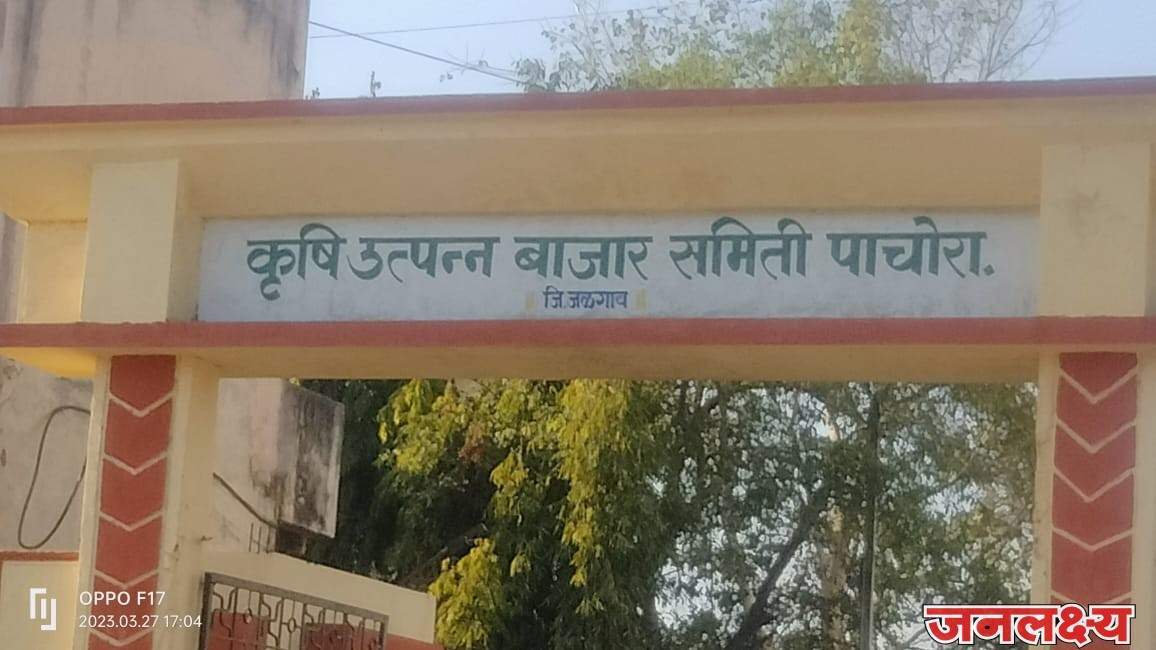 कृषि उत्पन्न बाजार समिती पाचोरा.
जि.जळगाव
OPPO F17
2023.03.27 17:04
जनलक्ष्य